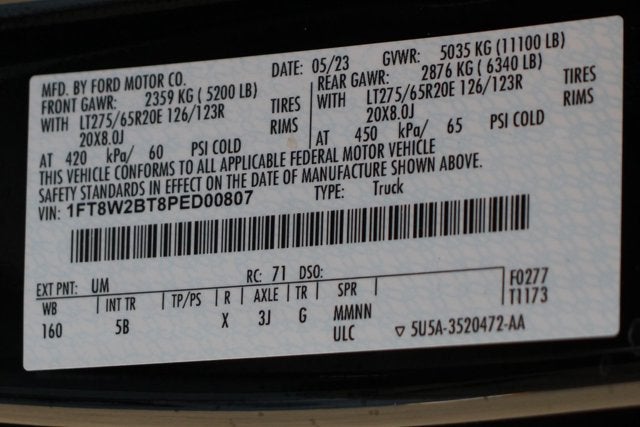 MFD. BY FORD MOTOR CO.
DATE: 05/23 GVWR: 5035 KG (11100 LB)
FRONT GAWR: 2359 KG ( 5200 LB)
REAR GAWR: 2876 KG ( 6340 LB)
WITH LT275/65R20E 126/123R TIRES
WITH LT275/65R20E 126/123R TIRES
20X8.0J RIMS
20X8.0J RIMS
AT 420 kPa/ 60 PSI COLD
AT 450 kPa/ 65 PSI COLD
THIS VEHICLE CONFORMS TO ALL APPLICABLE FEDERAL MOTOR VEHICLE
SAFETY STANDARDS IN EFFECT ON THE DATE OF MANUFACTURE SHOWN ABOVE.
VIN: 1FT8W2BT8PED00807 TYPE: Truck
EXT PNT: UM RC: 71 DSO:
WB INT TR TP/PS R AXLE TR SPR F0277
T1173
160 5B X 3J G MMNN
ULC ▽ 5U5A-3520472-AA